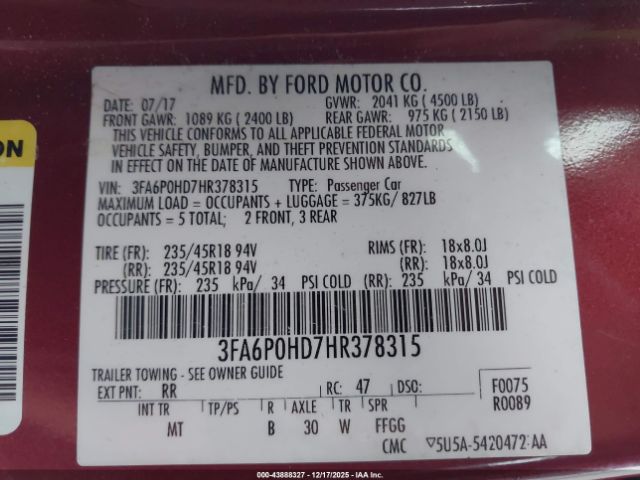 MFD. BY FORD MOTOR CO.
DATE: 07/17 GVWR: 2041 KG ( 4500 LB)
FRONT GAWR: 1089 KG ( 2400 LB) REAR GAWR: 975 KG ( 2150 LB)
THIS VEHICLE CONFORMS TO ALL APPLICABLE FEDERAL MOTOR
VEHICLE SAFETY, BUMPER, AND THEFT PREVENTION STANDARDS
IN EFFECT ON THE DATE OF MANUFACTURE SHOWN ABOVE.
VIN: 3FA6P0HD7HR378315 TYPE: Passenger Car
MAXIMUM LOAD = OCCUPANTS + LUGGAGE = 375KG/ 827LB
OCCUPANTS = 5 TOTAL; 2 FRONT, 3 REAR
TIRE (FR): 235/45R18 94V RIMS (FR): 18x8.0J
(RR): 235/45R18 94V (RR): 18x8.0J
PRESSURE (FR): 235 kPa/ 34 PSI COLD (RR): 235 kPa/ 34 PSI COLD
3FA6P0HD7HR378315
TRAILER TOWING - SEE OWNER GUIDE
EXT PNT: RR RC: 47 DSO: F0075
INT TR TP/PS R AXLE TR SPR R0089
MT B 30 W FFGG
CMC ▽5U5A-5420472 AA
ON
000-43888327 - 12/17/2025 - IAAI.COM